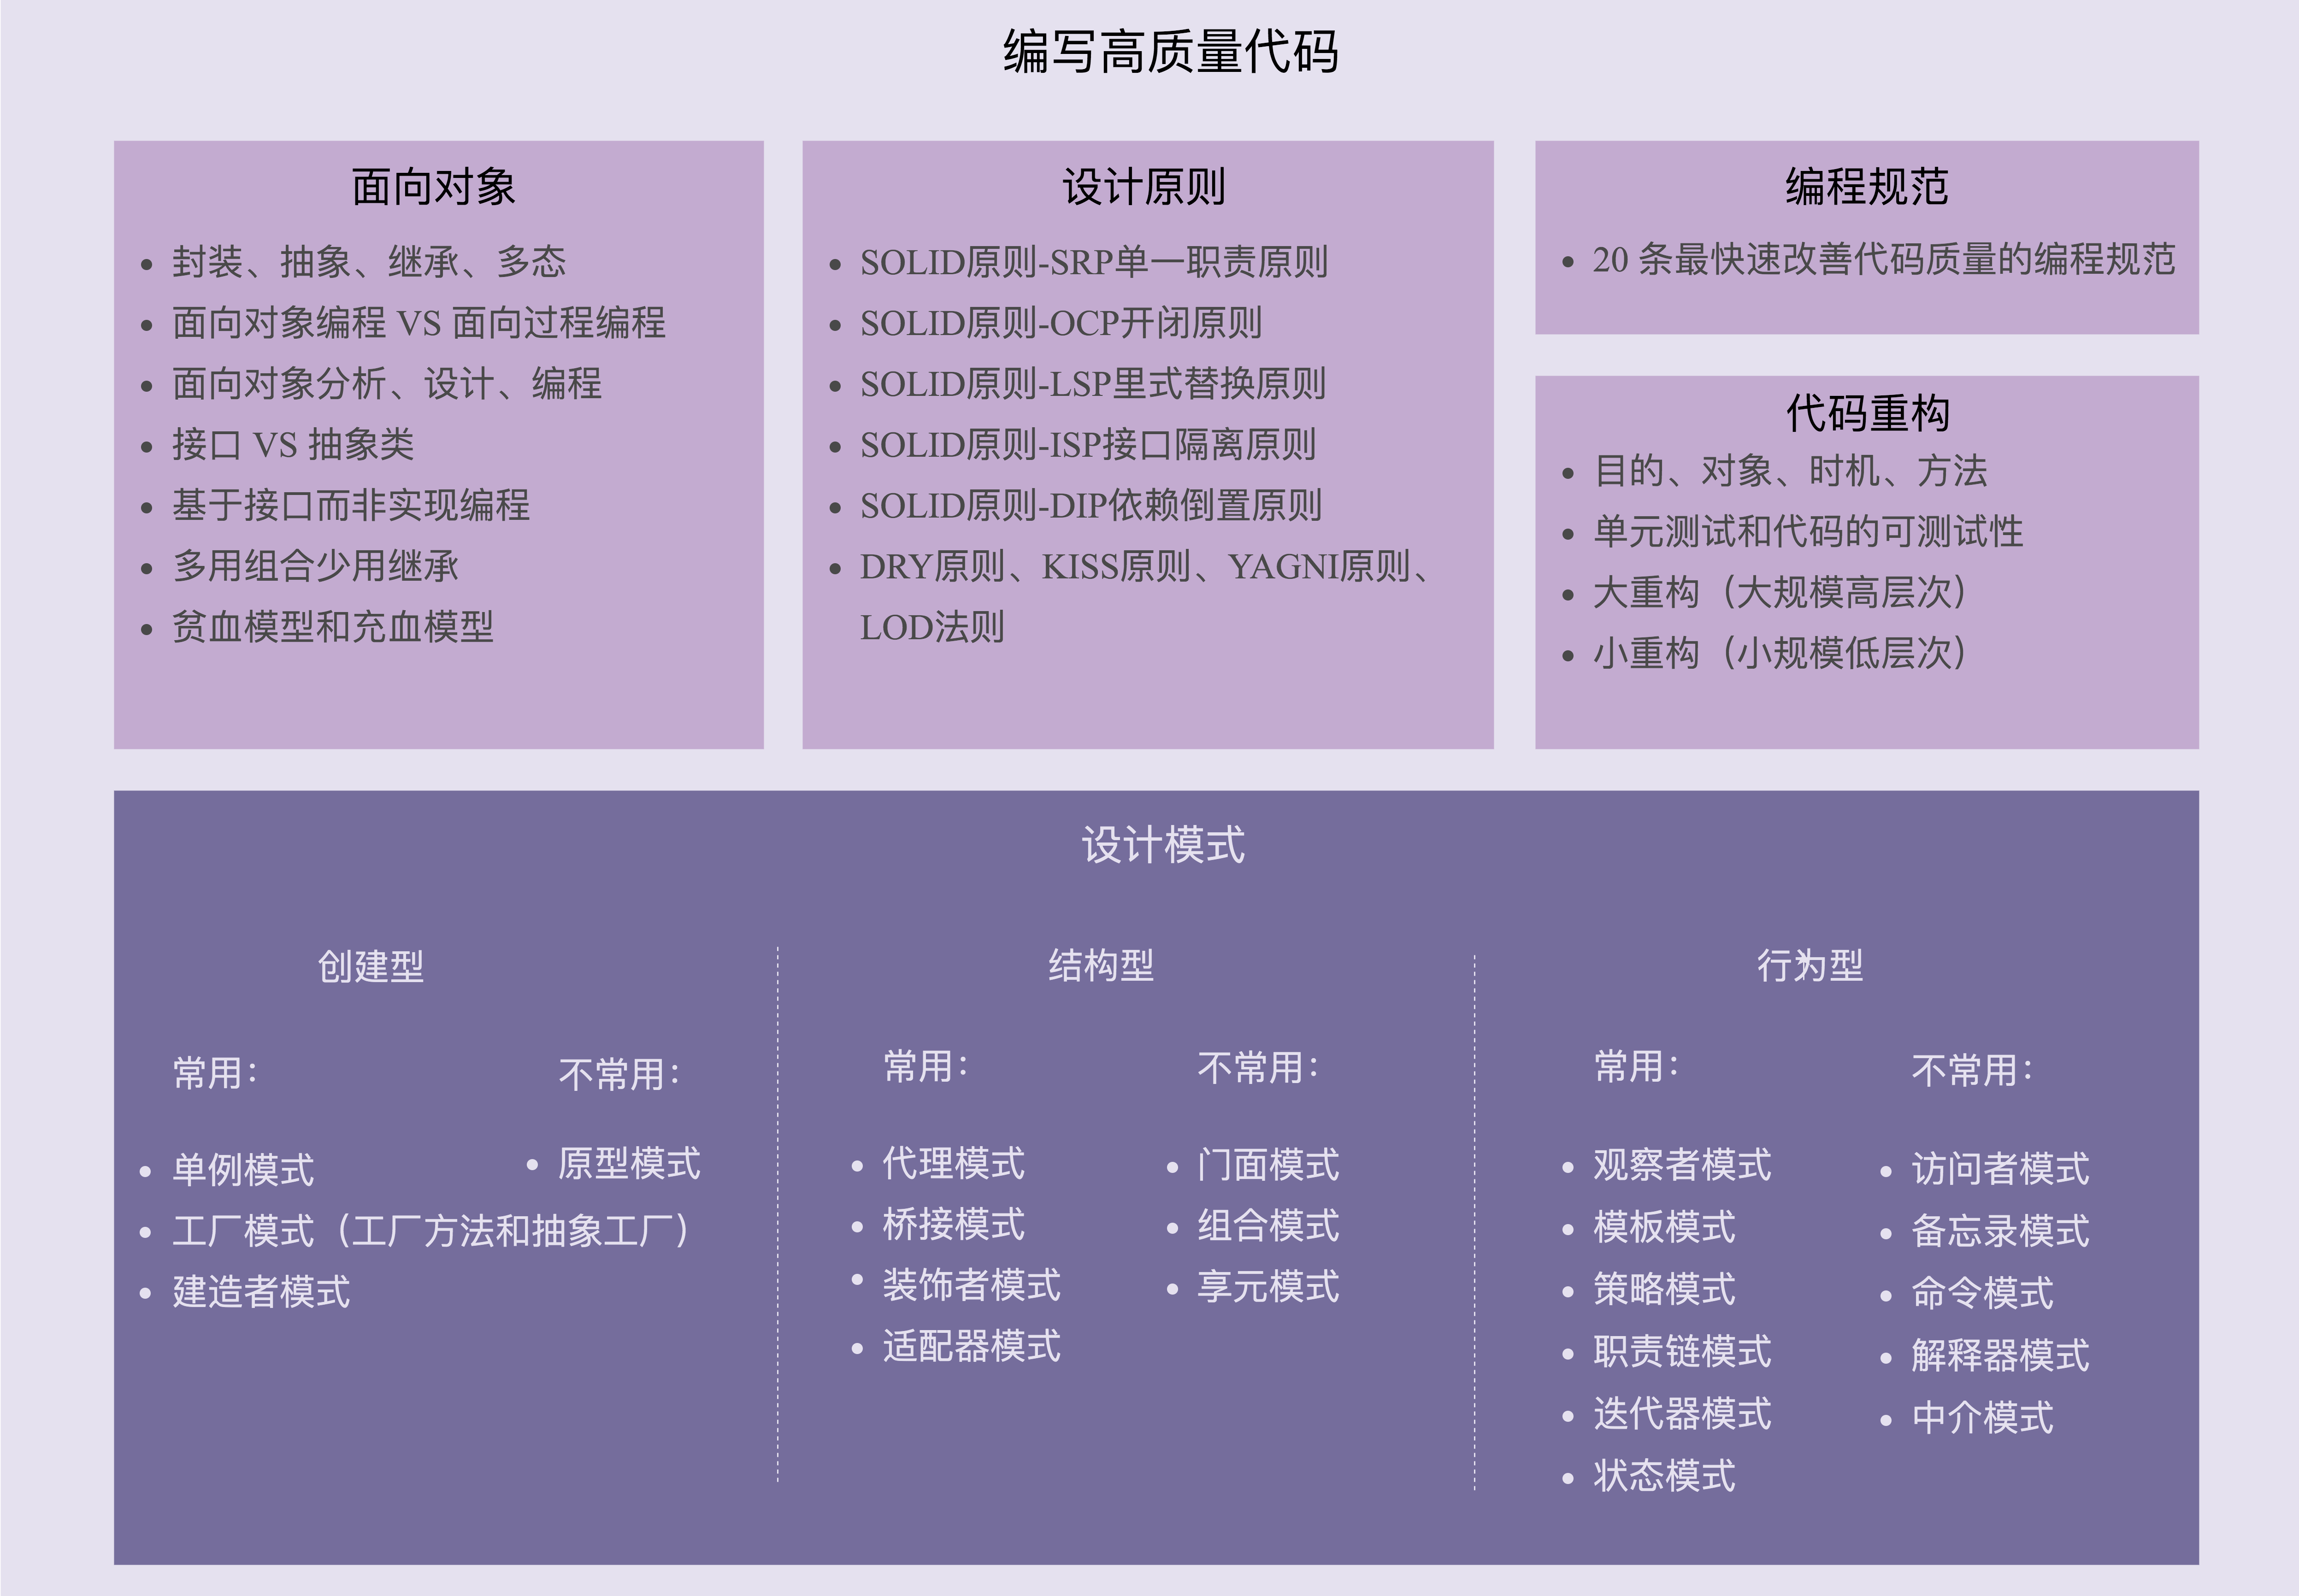 编写高质量代码
面向对象
封装、抽象、继承、多态
面向对象编程 VS 面向过程编程
面向对象分析、设计、编程
接口 VS 抽象类
基于接口而非实现编程
多用组合少用继承
贫血模型和充血模型
设计原则
SOLID原则-SRP单一职责原则
SOLID原则-OCP开闭原则
SOLID原则-LSP里式替换原则
SOLID原则-ISP接口隔离原则
SOLID原则-DIP依赖倒置原则
DRY原则、KISS原则、YAGNI原则、
LOD法则
编程规范
20 条最快速改善代码质量的编程规范
代码重构
目的、对象、时机、方法
单元测试和代码的可测试性
大重构（大规模高层次）
小重构（小规模低层次）
设计模式
创建型
常用：
单例模式
工厂模式（工厂方法和抽象工厂）
建造者模式
不常用：
原型模式
结构型
常用：
代理模式
桥接模式
装饰者模式
适配器模式
不常用：
门面模式
组合模式
享元模式
行为型
常用：
观察者模式
模板模式
策略模式
职责链模式
迭代器模式
状态模式
不常用：
访问者模式
备忘录模式
命令模式
解释器模式
中介模式